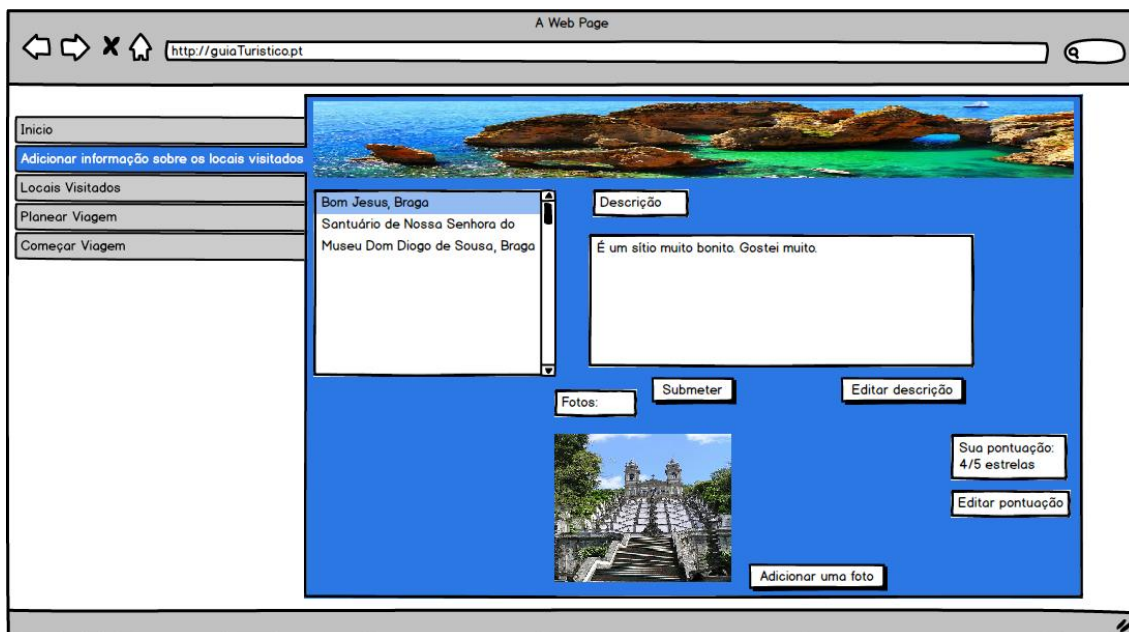 A Web Page
http://guiaTuristico.pt
Inicio
Adicionar informação sobre os locais visitados
Locais Visitados
Planear Viagem
Começar Viagem
Bom Jesus, Braga
Santuário de Nossa Senhora do
Museu Dom Diogo de Sousa, Braga
Descrição
É um sítio muito bonito. Gostei muito.
Submeter
Editar descrição
Fotos:
Sua pontuação:
4/5 estrelas
Editar pontuação
Adicionar uma foto